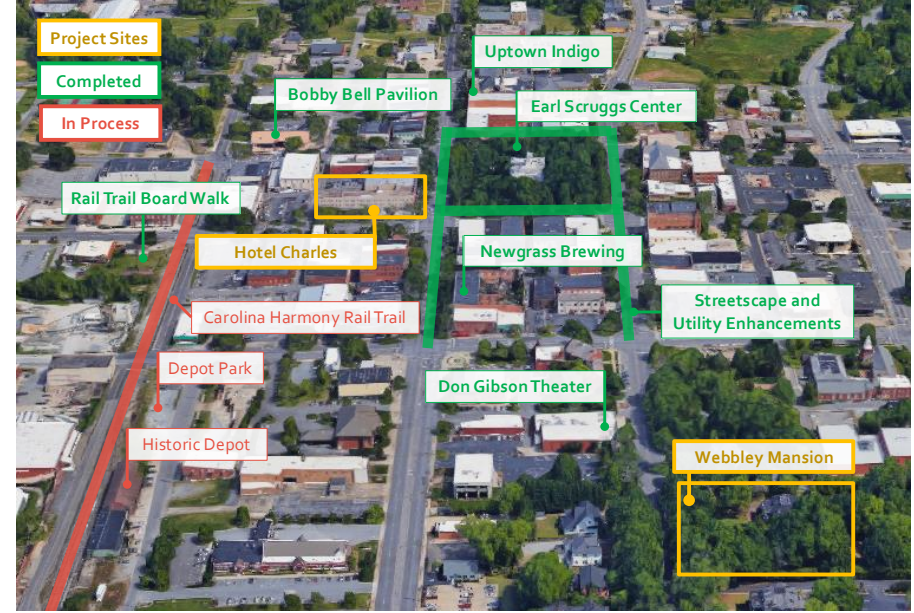 Project Sites
Completed
In Process
Uptown Indigo
Bobby Bell Pavilion
Earl Scruggs Center
Rail Trail Board Walk
Hotel Charles
Newgrass Brewing
Carolina Harmony Rail Trail
Streetscape and
Utility Enhancements
Depot Park
Don Gibson Theater
Historic Depot
Webbley Mansion